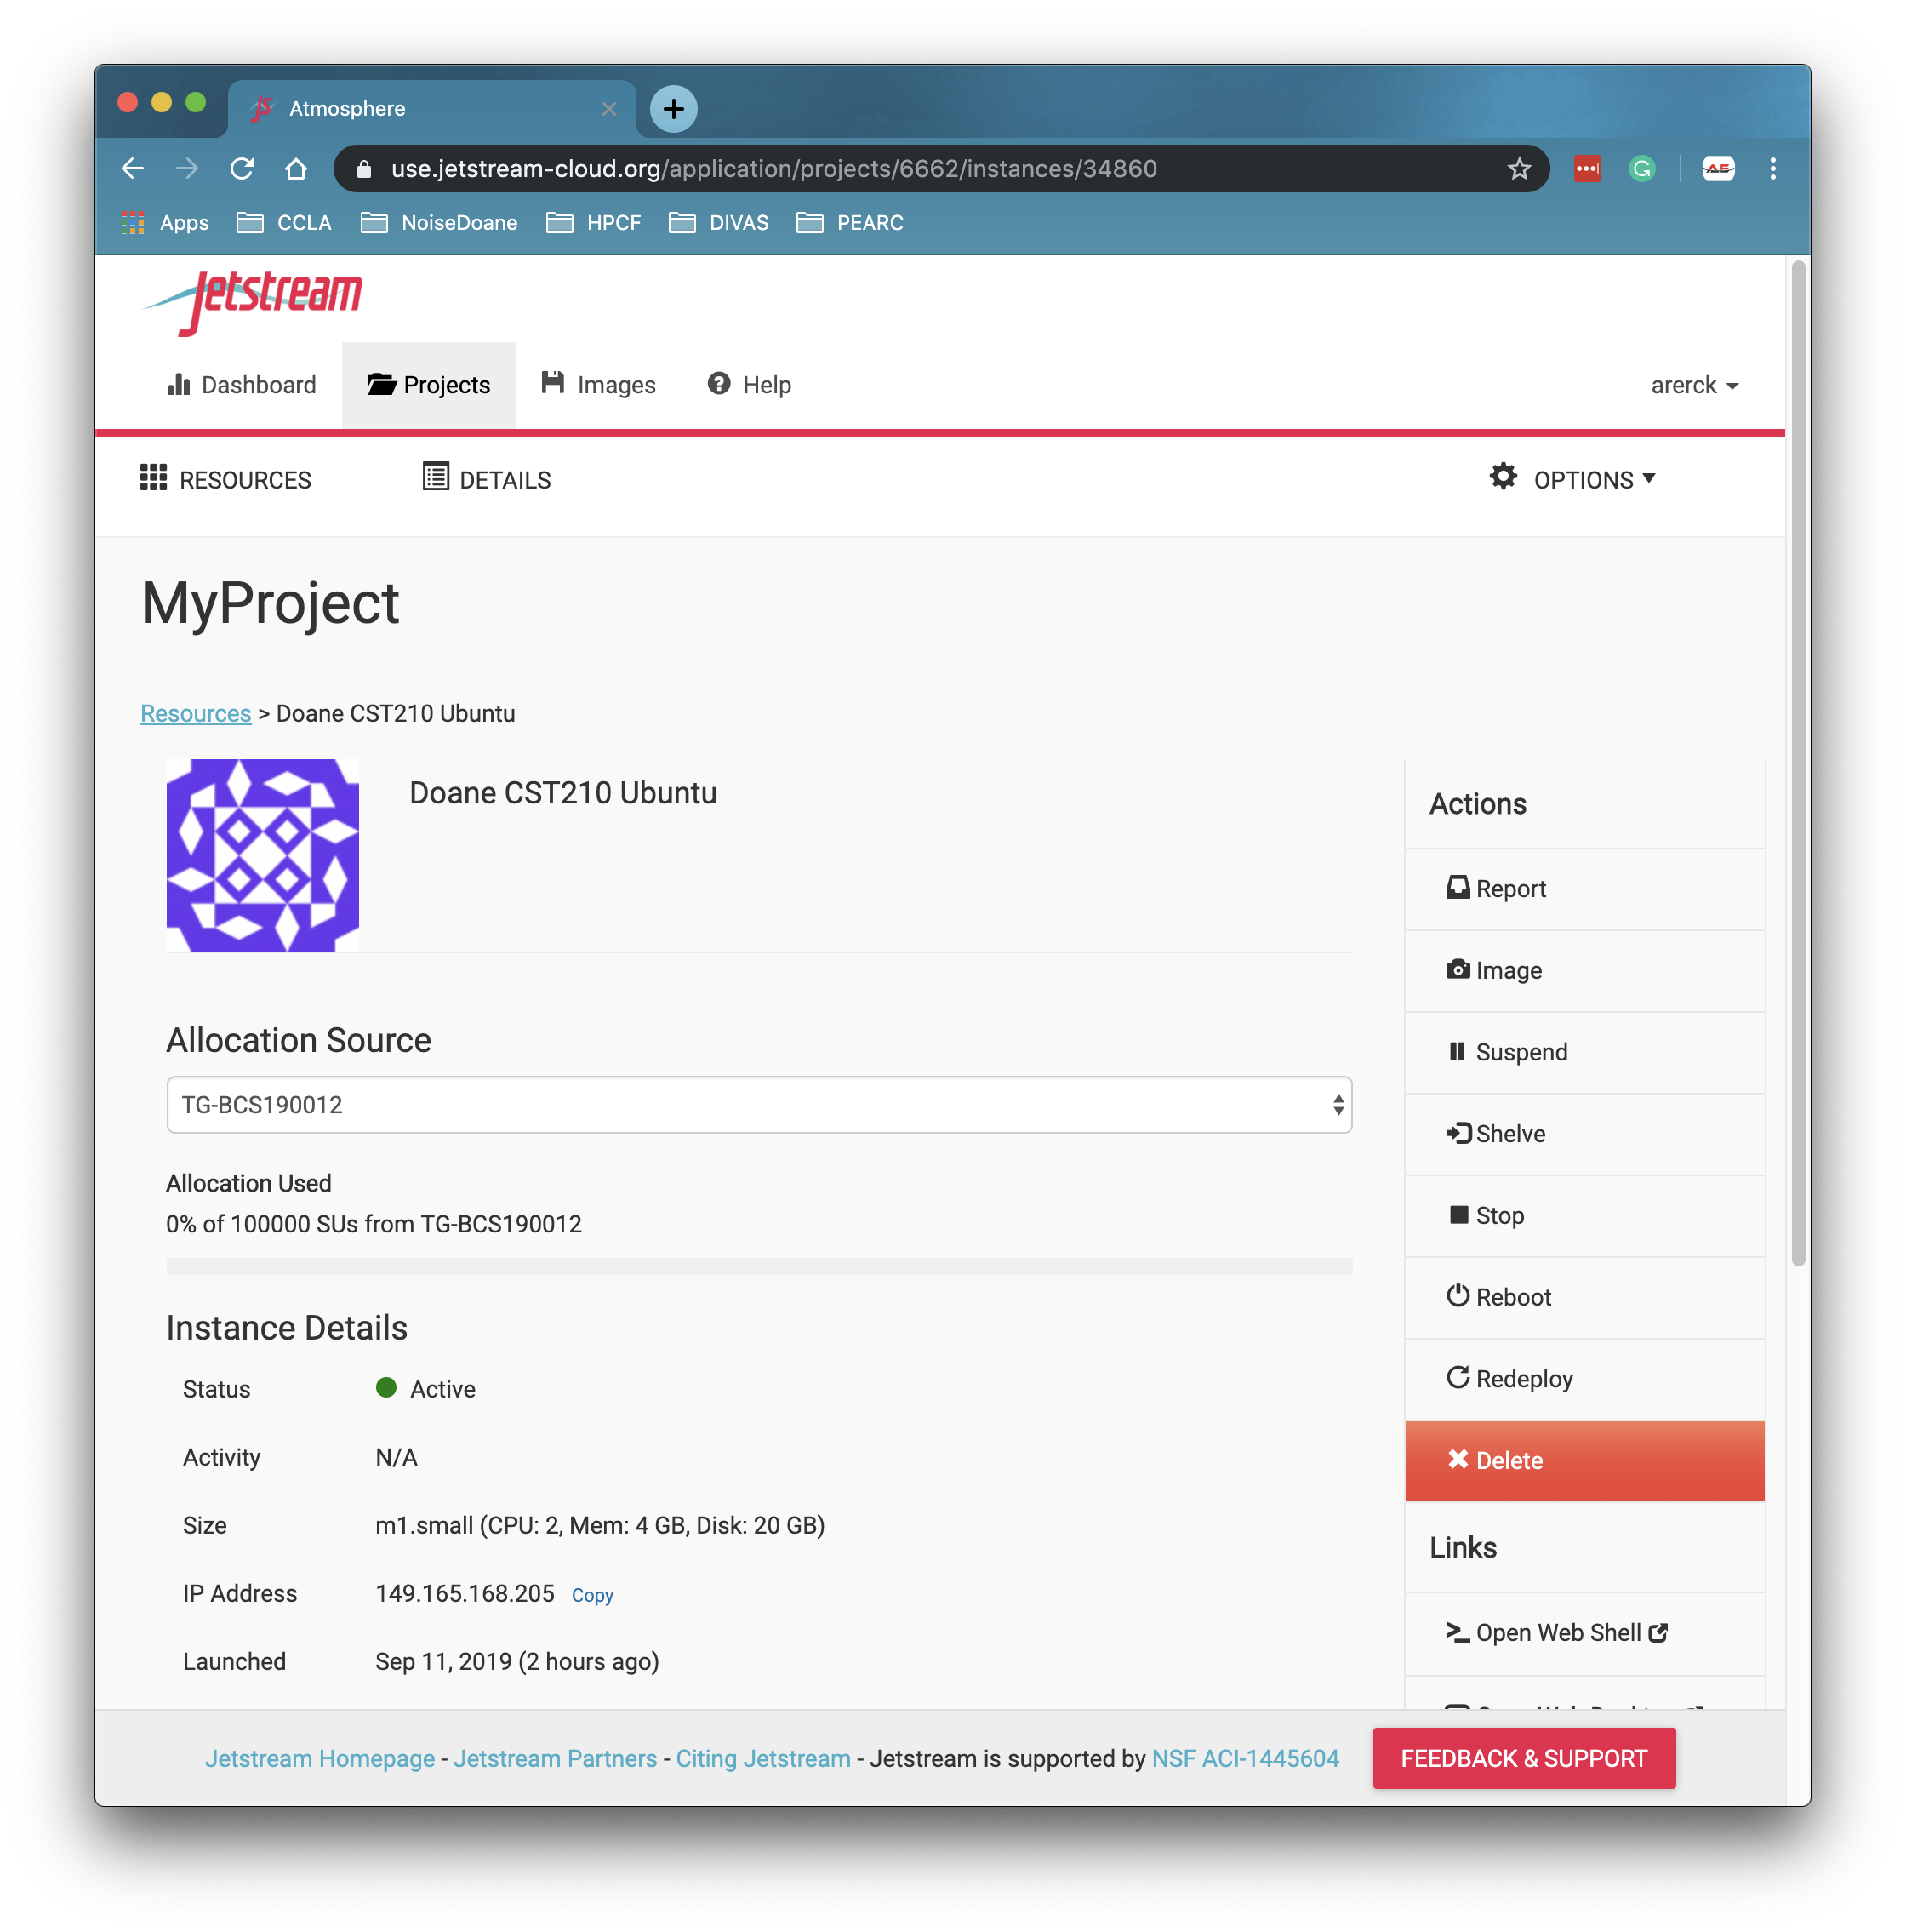 Atmosphere
use.jetstream-cloud.org/application/projects/6662/instances/34860
Apps CCLA NoiseDoane HPCF DIVAS PEARC
Jetstream
Dashboard Projects Images Help arerck
RESOURCES DETAILS OPTIONS
MyProject
Resources > Doane CST210 Ubuntu
Doane CST210 Ubuntu
Allocation Source
TG-BCS190012
Allocation Used
0% of 100000 SUs from TG-BCS190012
Instance Details
Status Active
Activity N/A
Size m1.small (CPU: 2, Mem: 4 GB, Disk: 20 GB)
IP Address 149.165.168.205 Copy
Launched Sep 11, 2019 (2 hours ago)
Actions
Report
Image
Suspend
Shelve
Stop
Reboot
Redeploy
Delete
Links
Open Web Shell
Jetstream Homepage - Jetstream Partners - Citing Jetstream - Jetstream is supported by NSF ACI-1445604 FEEDBACK & SUPPORT